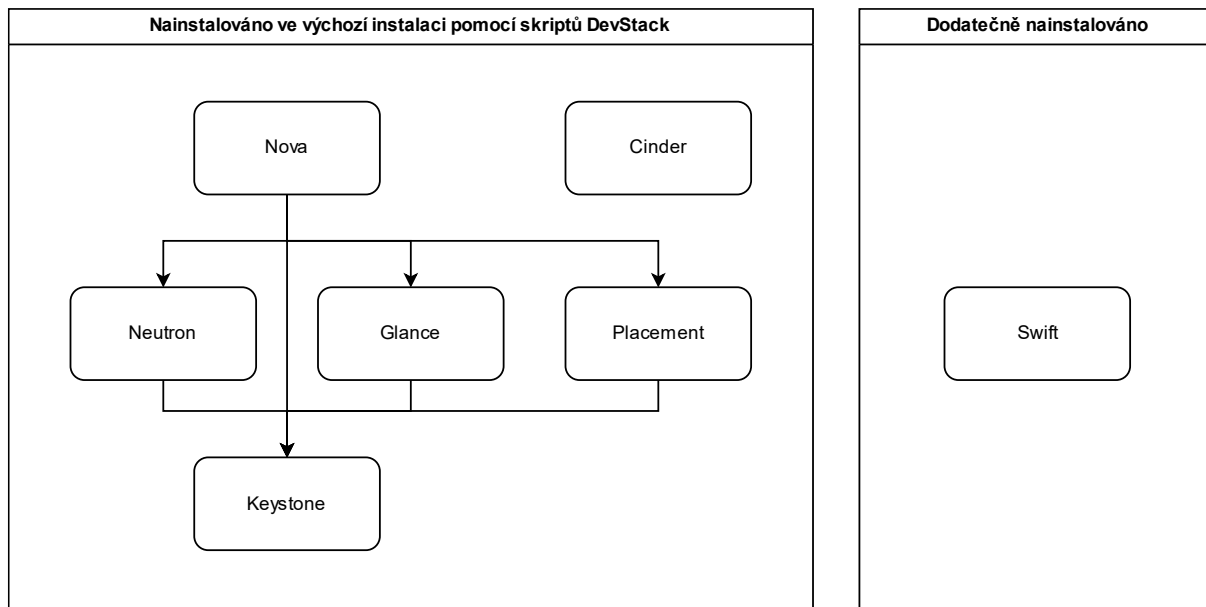 Nainstalováno ve výchozí instalaci pomocí skriptů DevStack
Dodatečně nainstalováno
Nova
Cinder
Neutron
Glance
Placement
Swift
Keystone